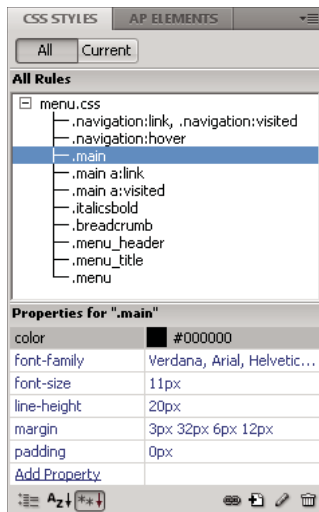 CSS STYLES AP ELEMENTS
All Current
All Rules
menu.css
.navigation:link, .navigation:visited
.navigation:hover
.main
.main a:link
.main a:visited
.italicsbold
.breadcrumb
.menu_header
.menu_title
.menu
Properties for ".main"
color #000000
font-family Verdana, Arial, Helvetic...
font-size 11px
line-height 20px
margin 3px 32px 6px 12px
padding 0px
Add Property
AZ **